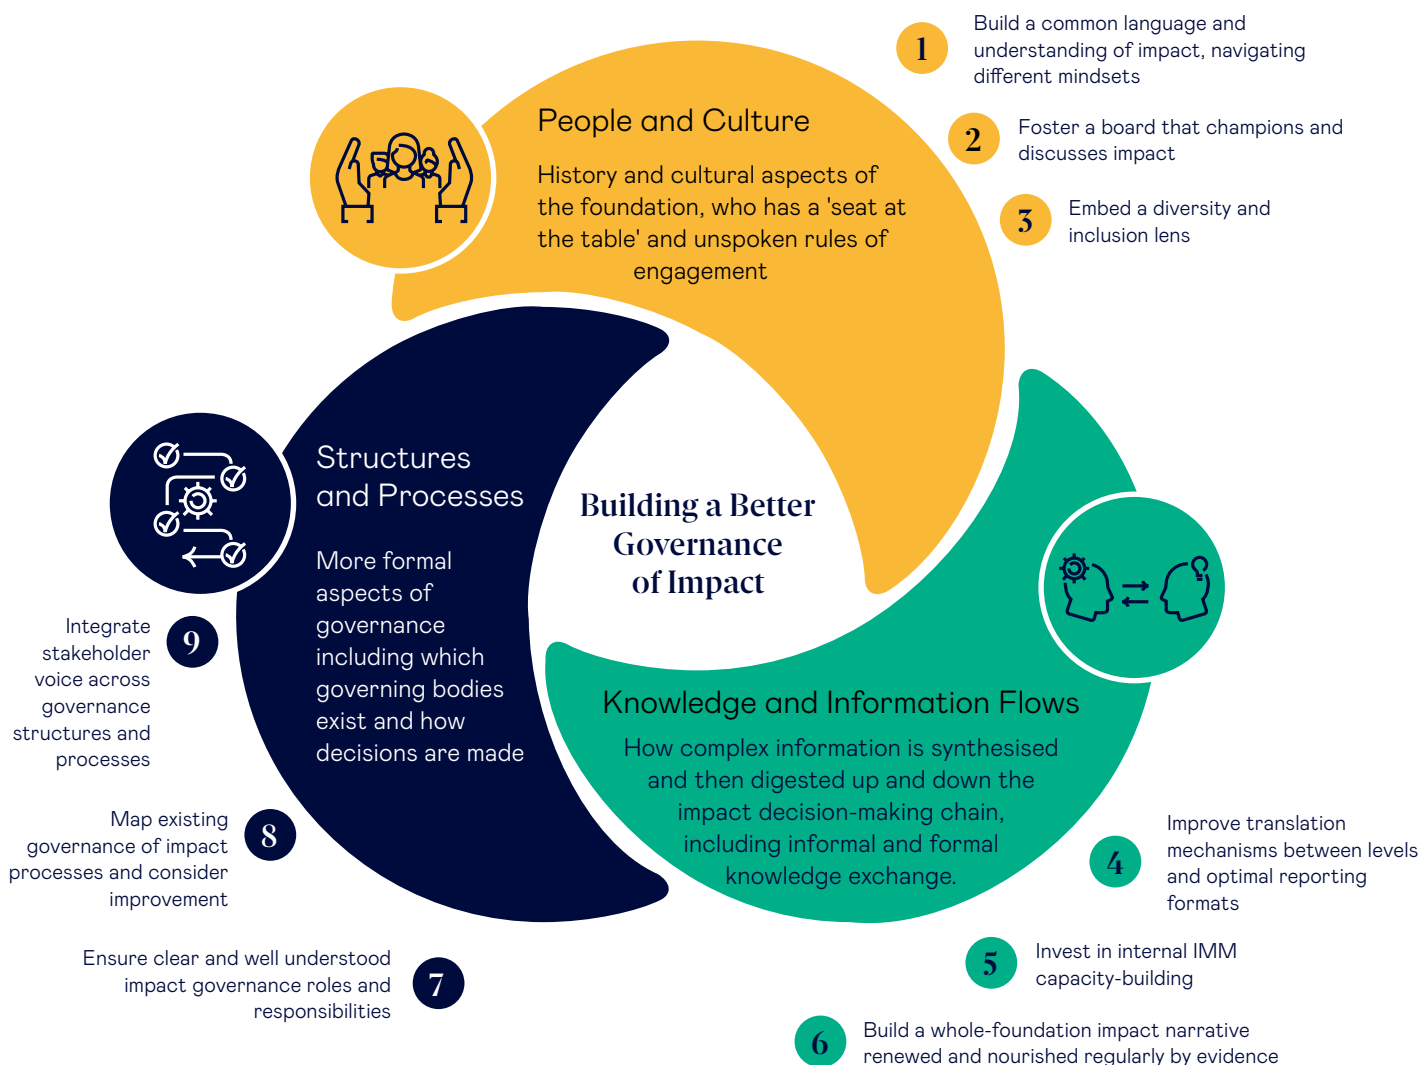 1
Build a common language and
understanding of impact, navigating
different mindsets
2
Foster a board that champions and
discusses impact
3
Embed a diversity and
inclusion lens
People and Culture
History and cultural aspects of
the foundation, who has a 'seat at
the table' and unspoken rules of
engagement
Structures
and Processes
More formal
aspects of
governance
including which
governing bodies
exist and how
decisions are made
Building a Better
Governance
of Impact
Knowledge and Information Flows
How complex information is synthesised
and then digested up and down the
impact decision-making chain,
including informal and formal
knowledge exchange.
4
Improve translation
mechanisms between levels
and optimal reporting
formats
5
Invest in internal IMM
capacity-building
6
Build a whole-foundation impact narrative
renewed and nourished regularly by evidence
7
Ensure clear and well understood
impact governance roles and
responsibilities
8
Map existing
governance of impact
processes and consider
improvement
9
Integrate
stakeholder
voice across
governance
structures and
processes